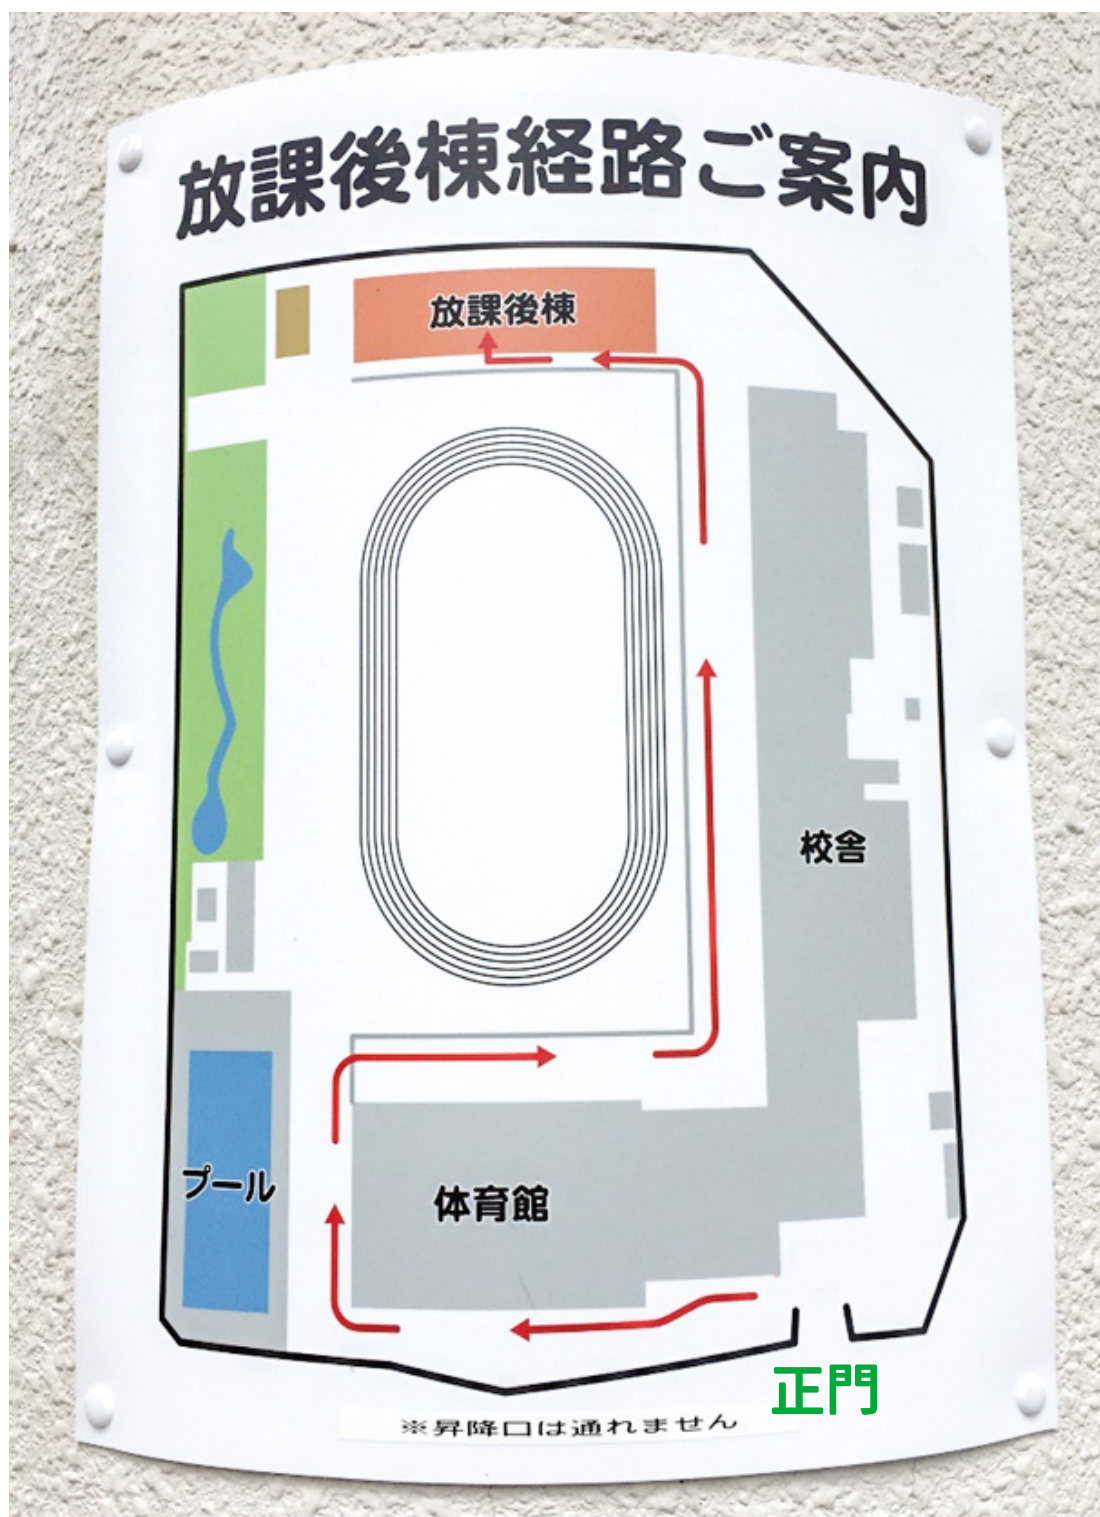 放課後棟経路ご案内
放課後棟
校舎
プール
体育館
正門
※昇降口は通れません